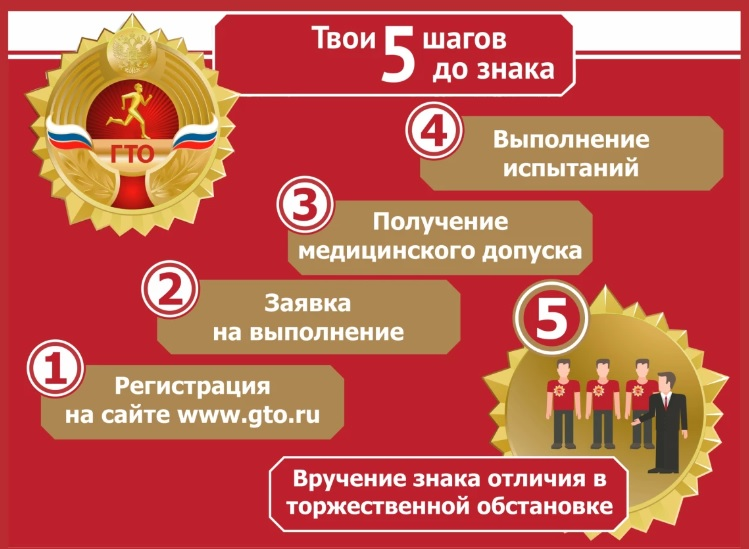 Твои 5 шагов
до знака
ГТО
4
Выполнение
испытаний
3
Получение
медицинского допуска
2
Заявка
на выполнение
1
Регистрация
на сайте www.gto.ru
5
Вручение знака отличия в
торжественной обстановке